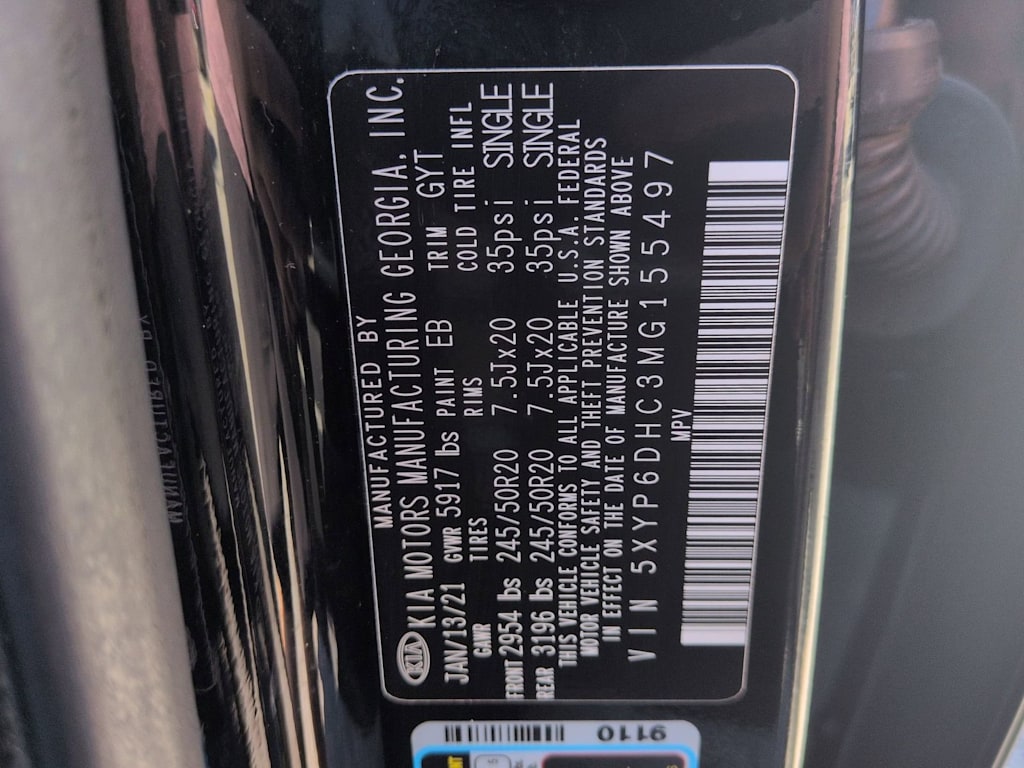 MANUFACTURED BY
KIA KIA MOTORS MANUFACTURING GEORGIA, INC.
JAN/13/21 GVWR 5917 lbs PAINT EB TRIM GYT
GAWR TIRES RIMS COLD TIRE INFL
FRONT 2954 lbs 245/50R20 7.5Jx20 35psi SINGLE
REAR 3196 lbs 245/50R20 7.5Jx20 35psi SINGLE
THIS VEHICLE CONFORMS TO ALL APPLICABLE U.S.A. FEDERAL
MOTOR VEHICLE SAFETY AND THEFT PREVENTION STANDARDS
IN EFFECT ON THE DATE OF MANUFACTURE SHOWN ABOVE
VIN 5XYP6DHC3MG155497
MPV
9110